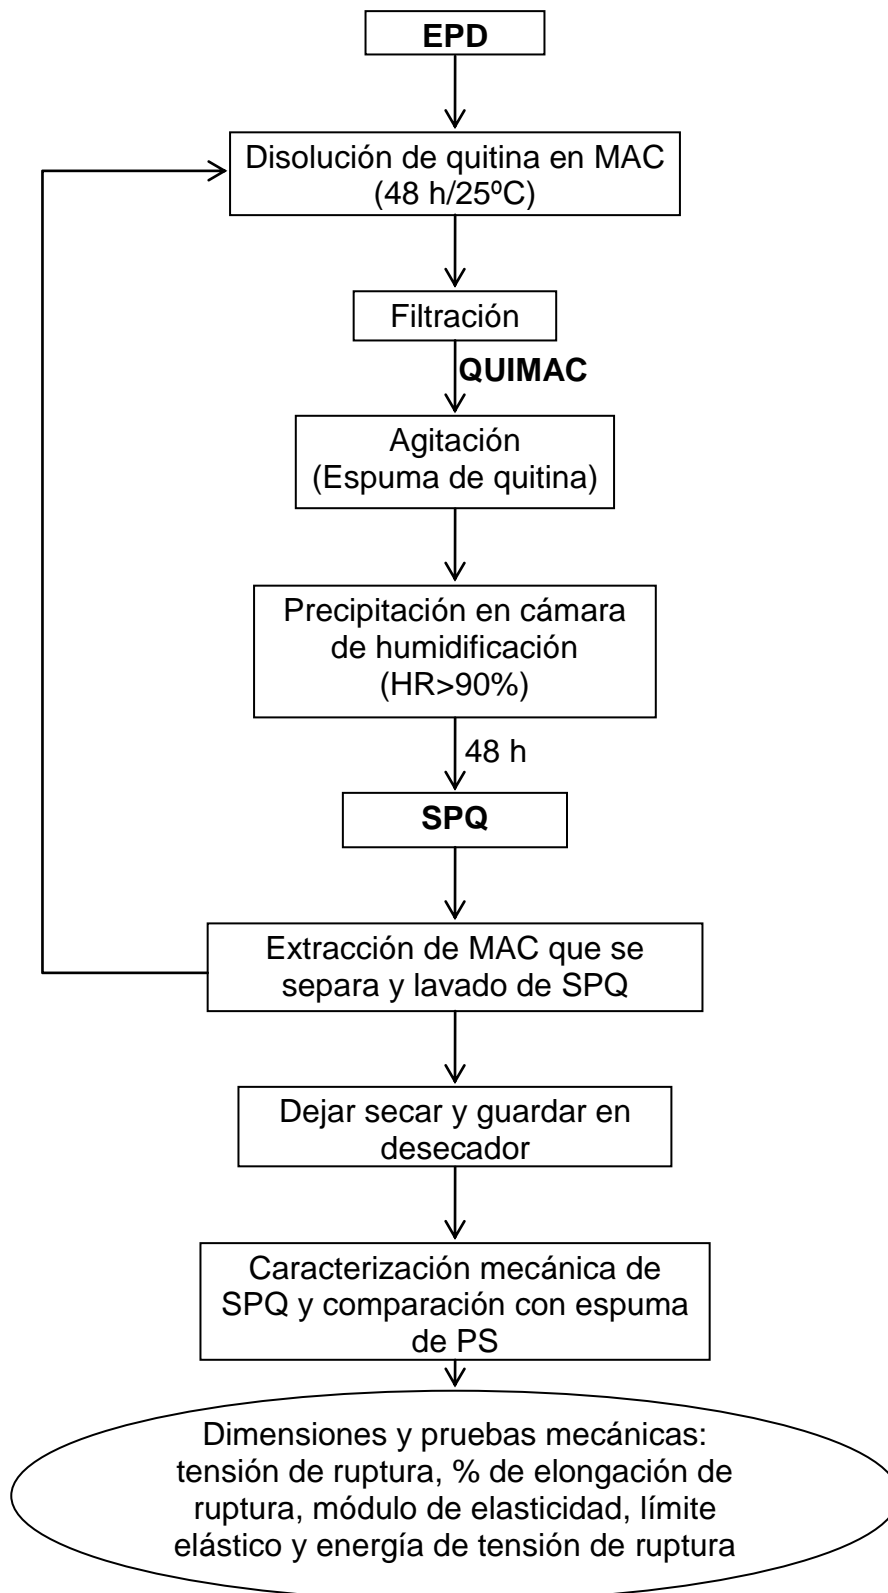 EPD
Disolución de quitina en MAC
(48 h/25ºC)
Filtración
QUIMAC
Agitación
(Espuma de quitina)
Precipitación en cámara
de humidificación
(HR>90%)
48 h
SPQ
Extracción de MAC que se
separa y lavado de SPQ
Dejar secar y guardar en
desecador
Caracterización mecánica de
SPQ y comparación con espuma
de PS
Dimensiones y pruebas mecánicas:
tensión de ruptura, % de elongación de
ruptura, módulo de elasticidad, límite
elástico y energía de tensión de ruptura